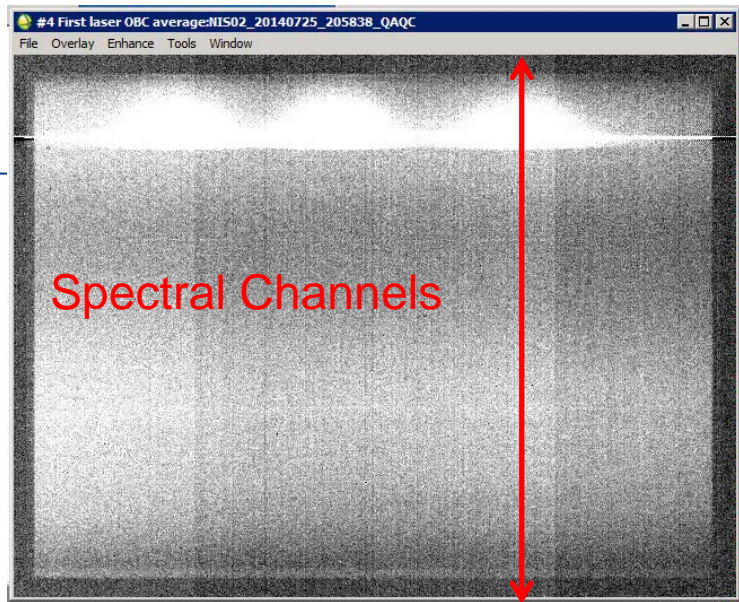 #4 First laser OBC average:NIS02_20140725_205838_QAQC
File Overlay Enhance Tools Window
Spectral Channels